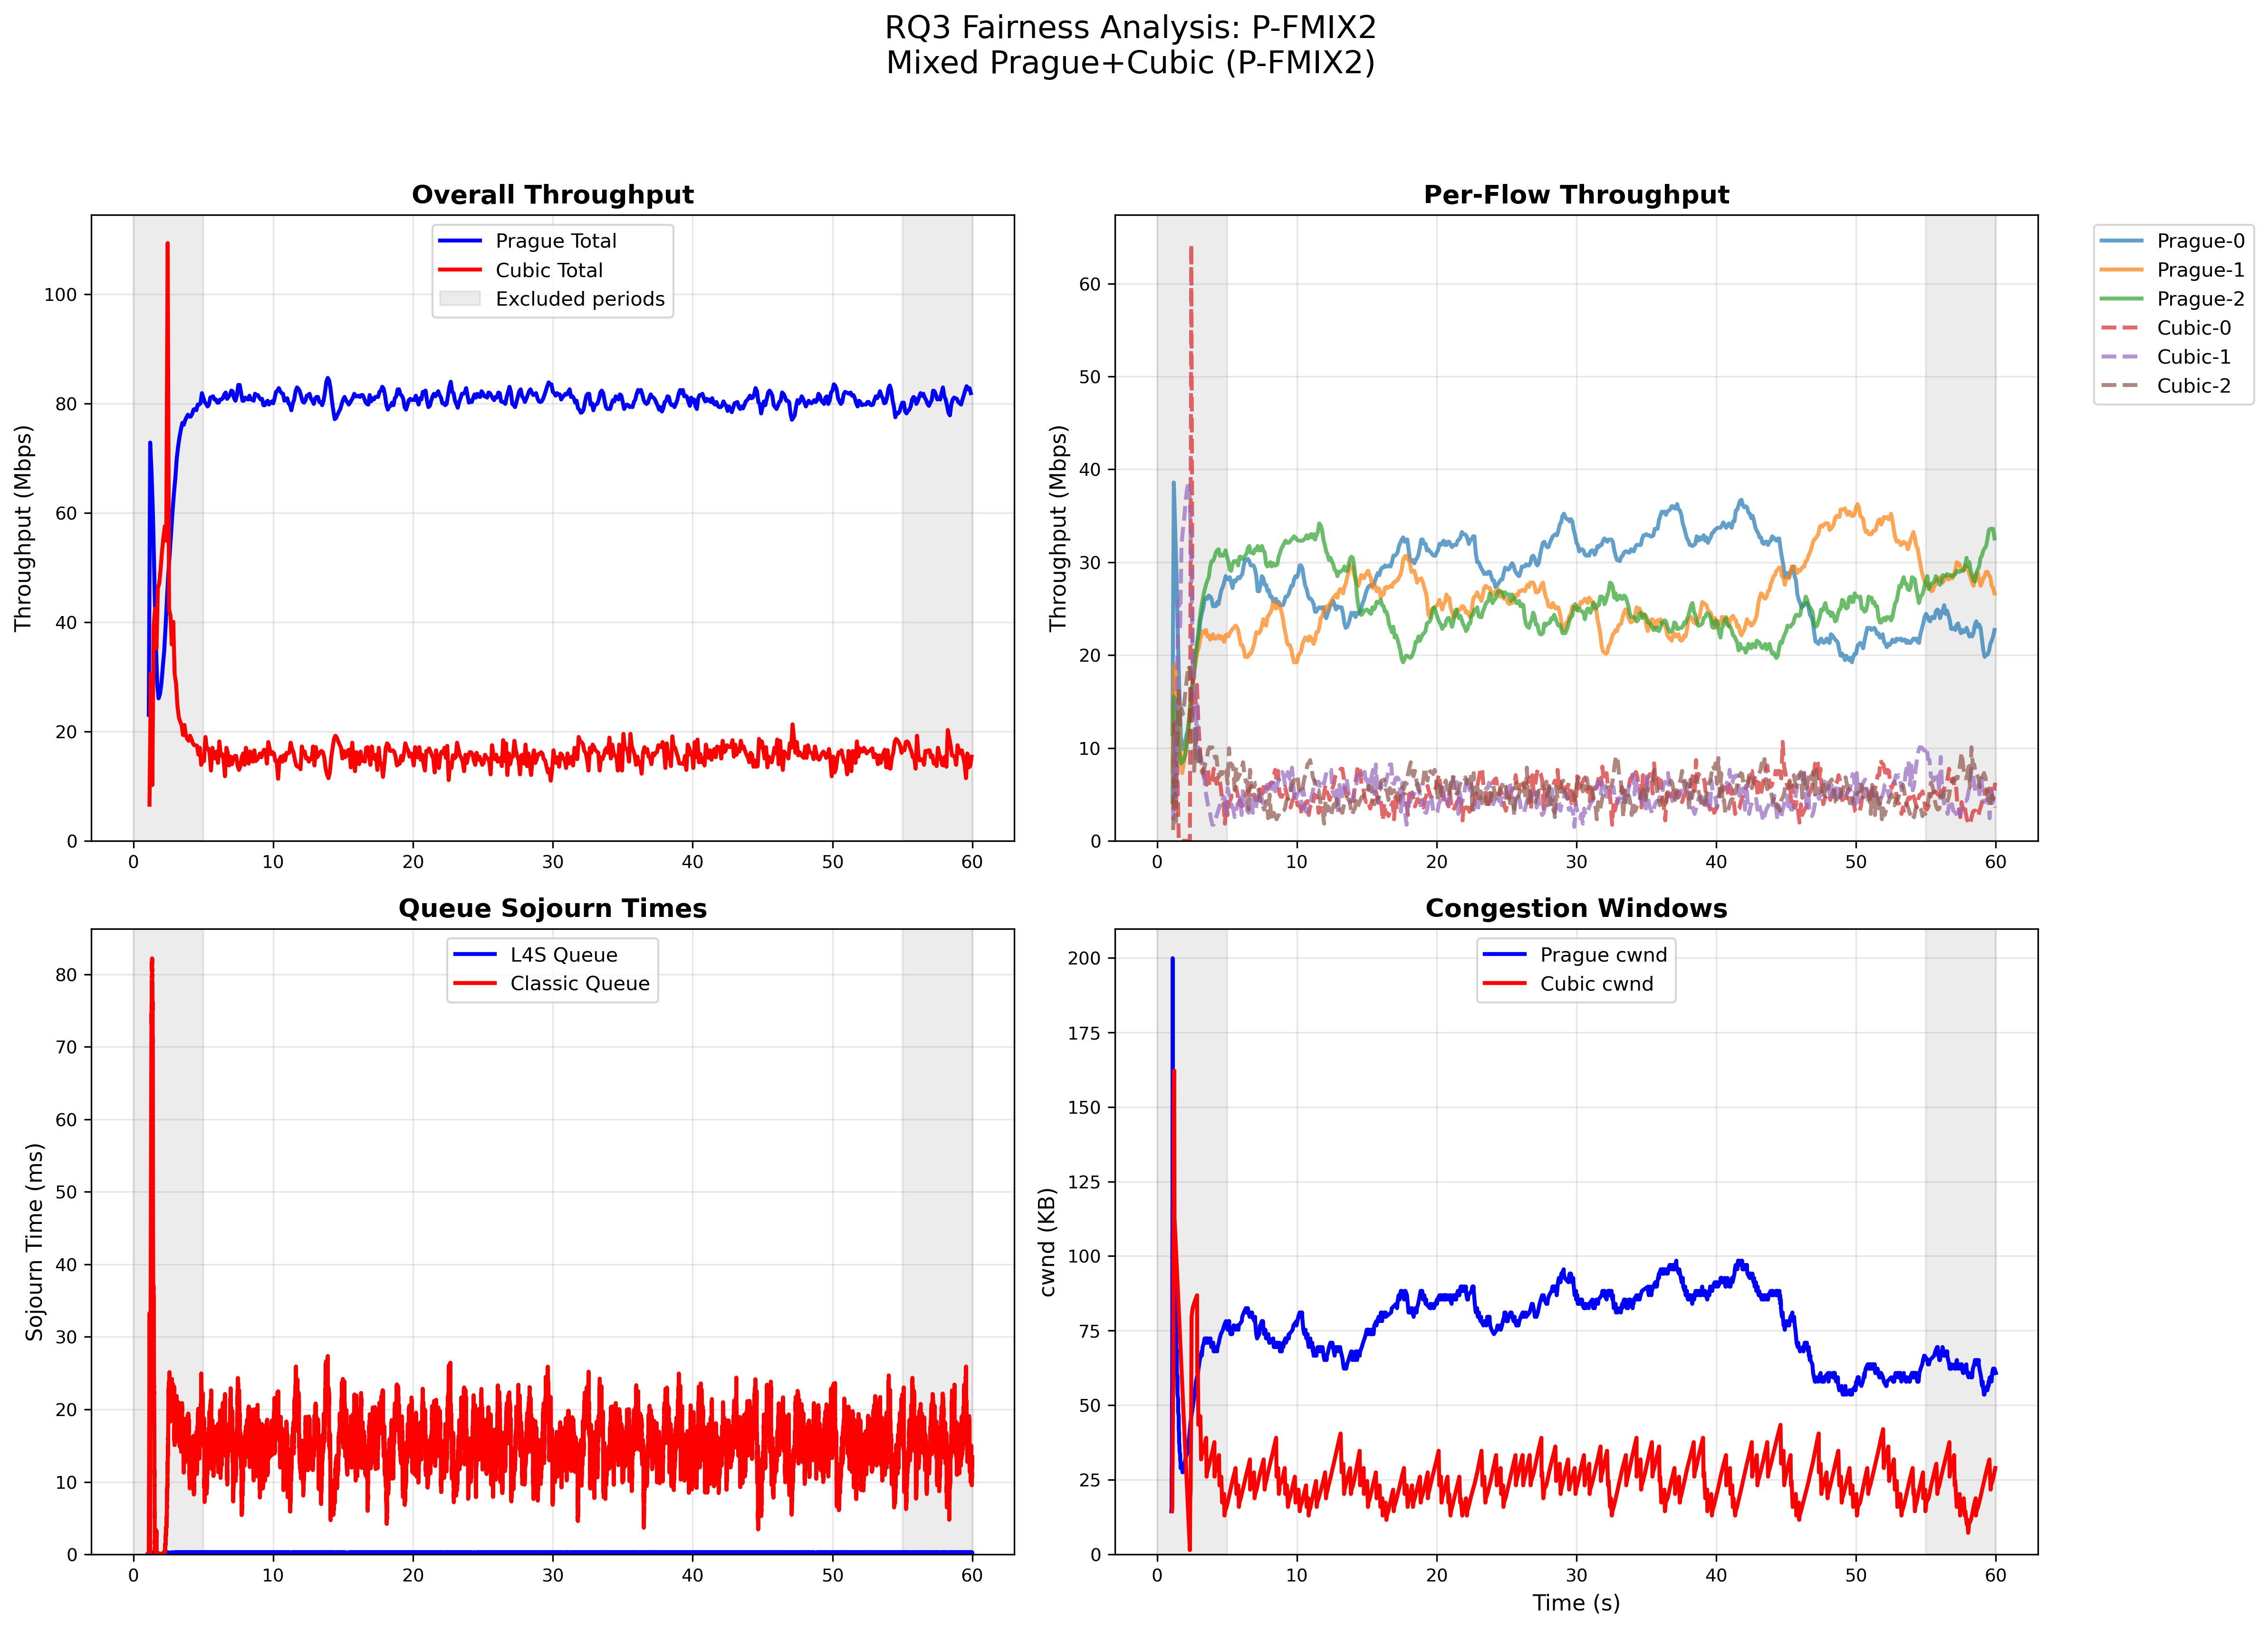 RQ3 Fairness Analysis: P-FMIX2
Mixed Prague+Cubic (P-FMIX2)
Overall Throughput
Throughput (Mbps)
100
80
60
40
20
0
Prague Total
Cubic Total
Excluded periods
0 10 20 30 40 50 60
Per-Flow Throughput
Throughput (Mbps)
60
50
40
30
20
10
0
0 10 20 30 40 50 60
Prague-0
Prague-1
Prague-2
Cubic-0
Cubic-1
Cubic-2
Queue Sojourn Times
Sojourn Time (ms)
80
70
60
50
40
30
20
10
0
L4S Queue
Classic Queue
0 10 20 30 40 50 60
Congestion Windows
cwnd (KB)
200
175
150
125
100
75
50
25
0
Prague cwnd
Cubic cwnd
0 10 20 30 40 50 60
Time (s)